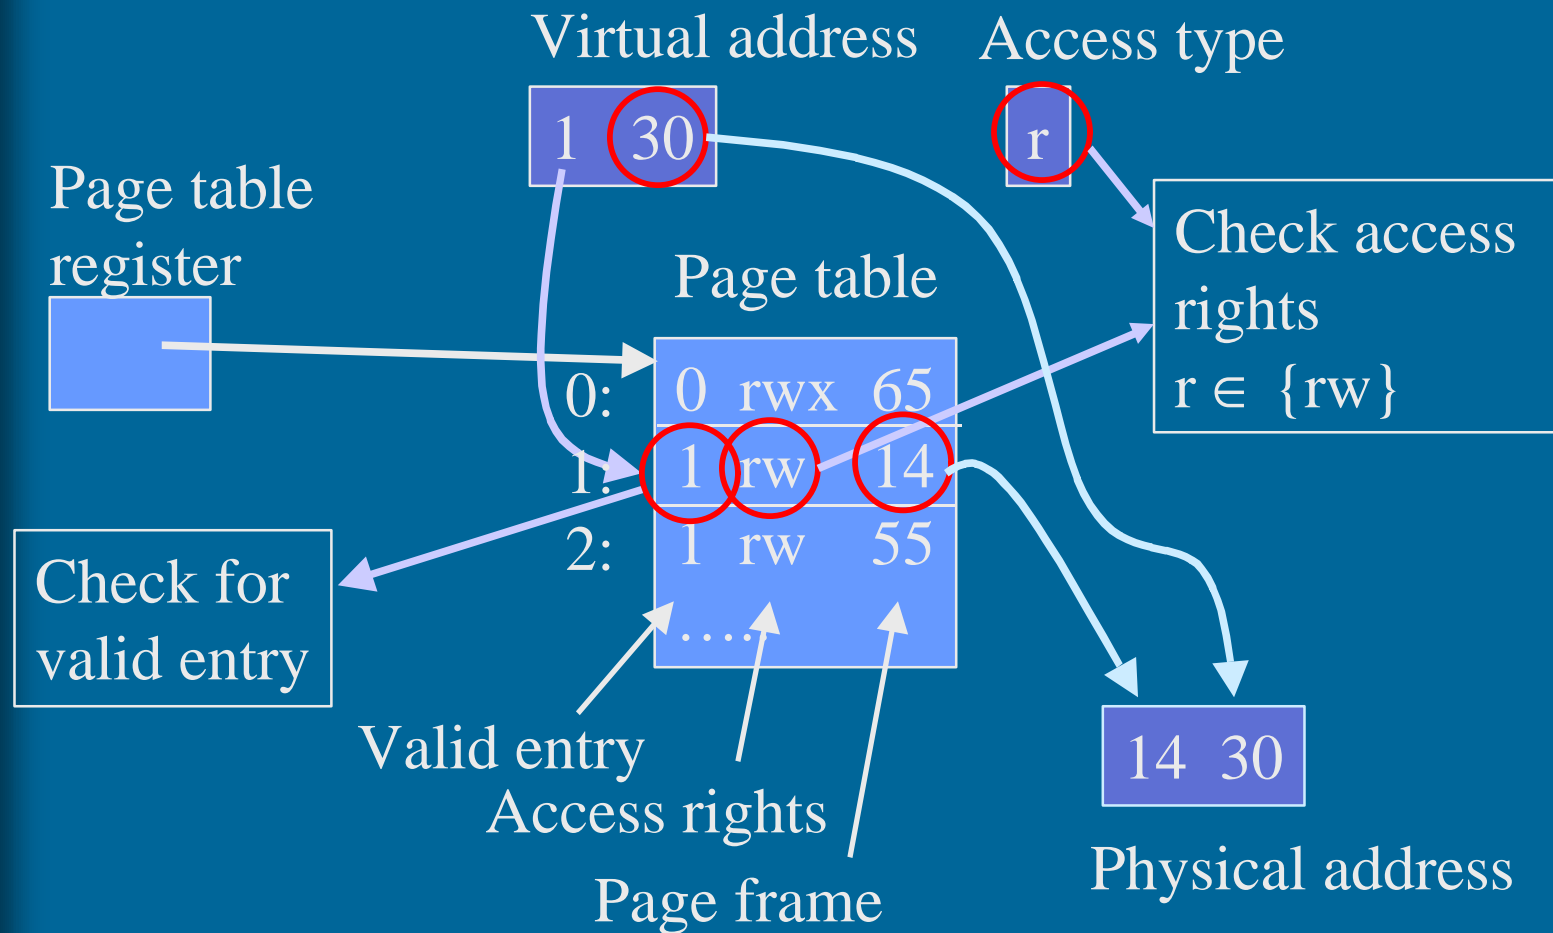 Virtual address
Access type
1 30
r
Page table
register
Check access
rights
r ∈ {rw}
Page table
0: 0 rwx 65
1: 1 rw 14
2: 1 rw 55
.....
Check for
valid entry
Valid entry
Access rights
Page frame
14 30
Physical address